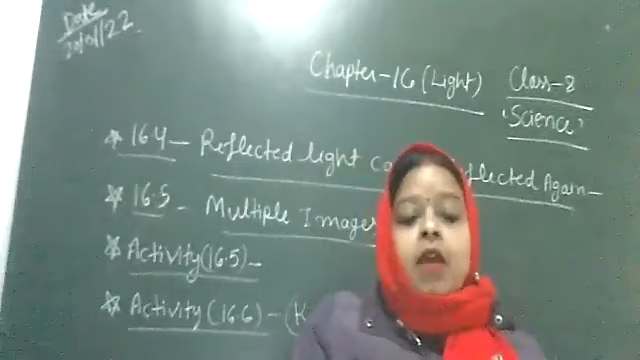 Date
20/01/22.
Chapter-16 (Light) Class-8
'Science'
* 16.4 - Reflected light Reflected Again-
* 16.5 - Multiple Images
* Activity (16.5) -
* Activity (16.6) - (K